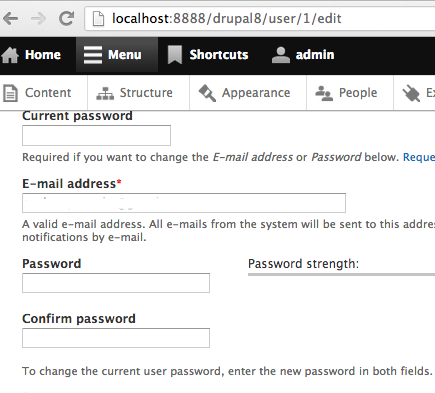 localhost:8888/drupal8/user/1/edit
Home Menu Shortcuts admin
Content Structure Appearance People
Current password
Required if you want to change the E-mail address or Password below.
E-mail address*
A valid e-mail address. All e-mails from the system will be sent to this
notifications by e-mail.
Password Password strength:
Confirm password
To change the current user password, enter the new password in both fields.